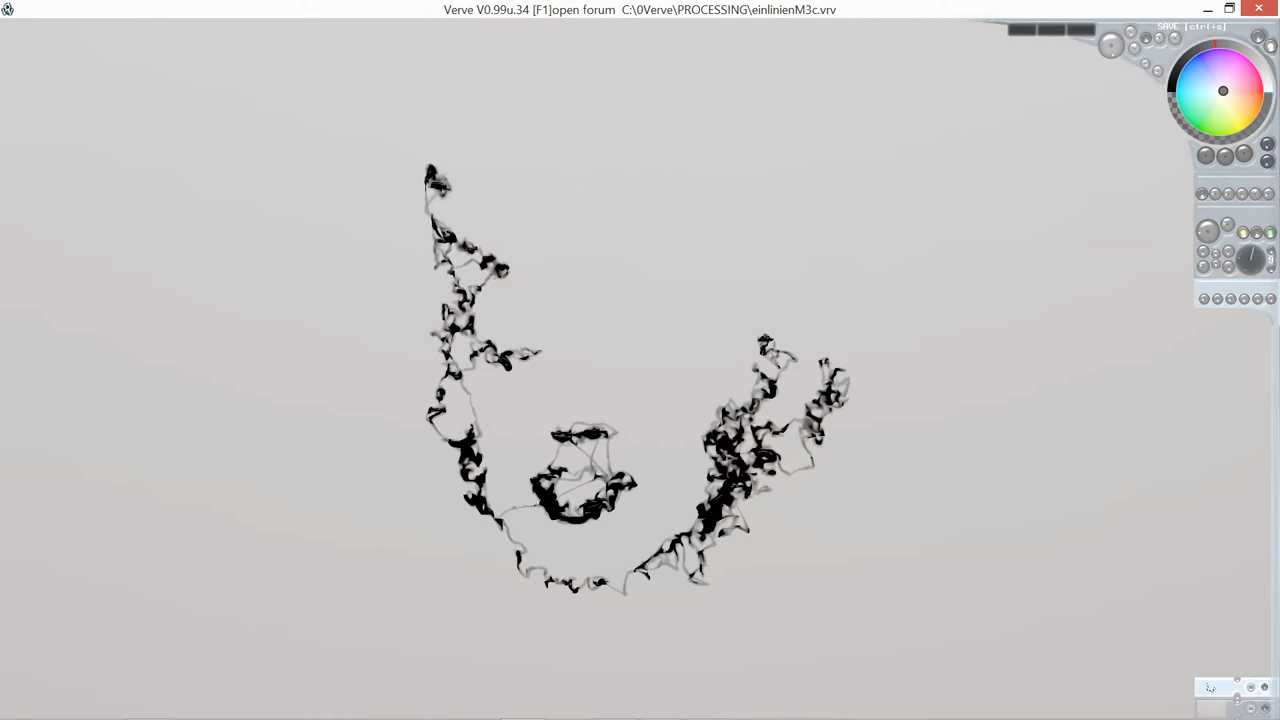 Verve V0.99u.34 [F1]open forum C:\0Verve\PROCESSING\einlinienM3c.vrv
SAVE [ctrl+s]